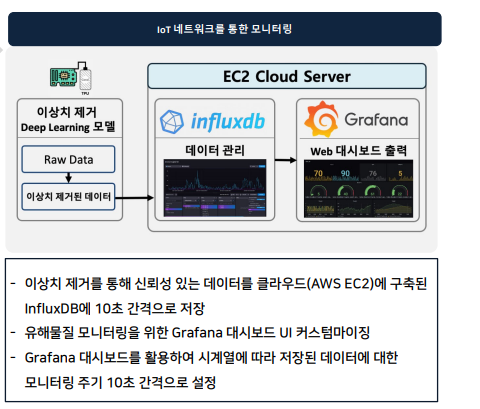 IoT 네트워크를 통한 모니터링
TPU
EC2 Cloud Server
이상치 제거
Deep Learning 모델
Raw Data
이상치 제거된 데이터
influxdb
데이터 관리
Grafana
Web 대시보드 출력
70 90 76 5
- 이상치 제거를 통해 신뢰성 있는 데이터를 클라우드(AWS EC2)에 구축된
InfluxDB에 10초 간격으로 저장
- 유해물질 모니터링을 위한 Grafana 대시보드 UI 커스텀마이징
- Grafana 대시보드를 활용하여 시계열에 따라 저장된 데이터에 대한
모니터링 주기 10초 간격으로 설정